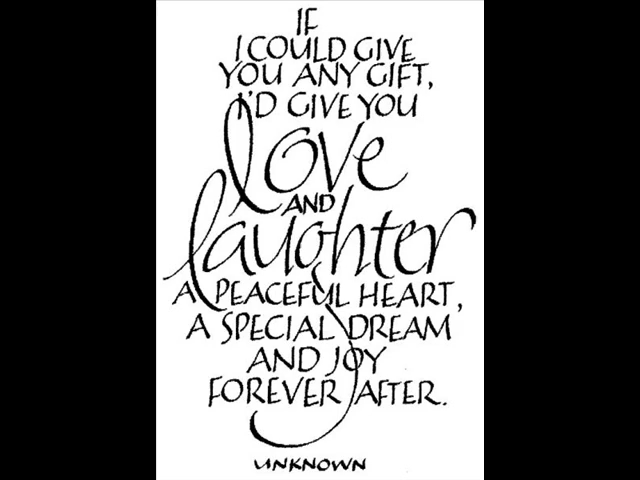 IF
I COULD GIVE
YOU ANY GIFT,
I'D GIVE YOU
love
AND
laughter
A PEACEFUL HEART,
A SPECIAL DREAM
AND JOY
FOREVER AFTER.
UNKNOWN